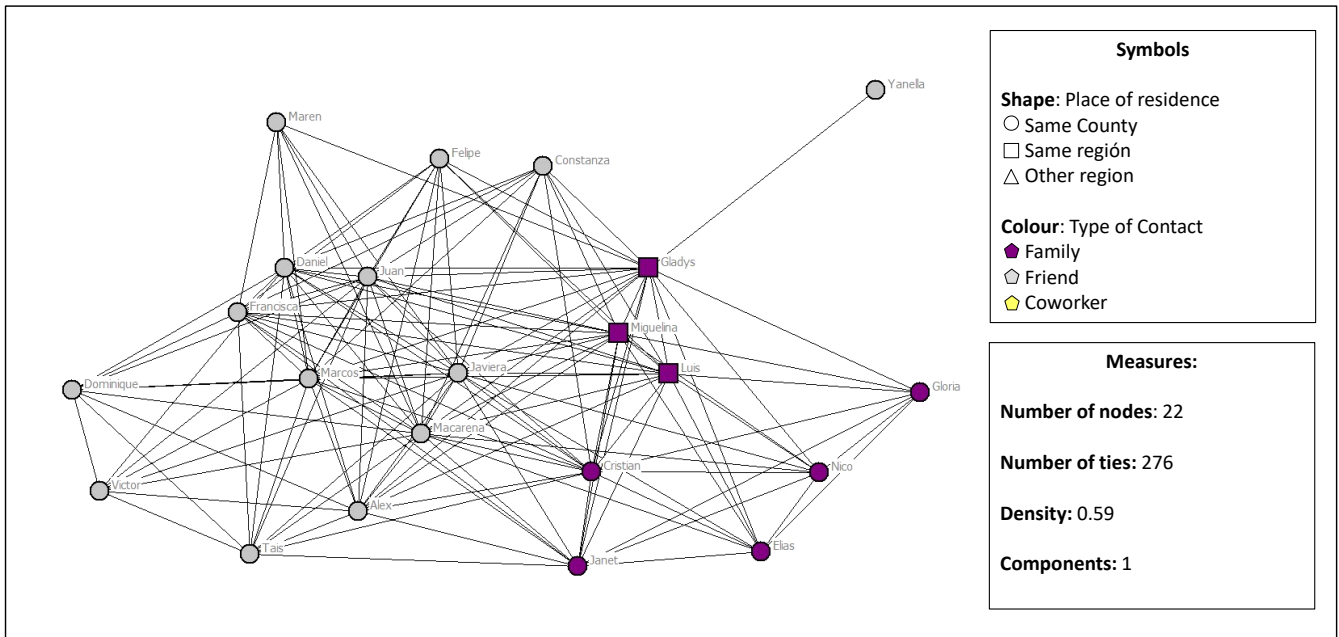 Yanella
Maren
Felipe
Constanza
Daniel
Juan
Gladys
Francisca
Miguelina
Marcos
Javiera
Luis
Dominique
Gloria
Macarena
Cristian
Nico
Victor
Alex
Tais
Janet
Elias
Symbols
Shape: Place of residence
Same County
Same región
Other region
Colour: Type of Contact
Family
Friend
Coworker
Measures:
Number of nodes: 22
Number of ties: 276
Density: 0.59
Components: 1